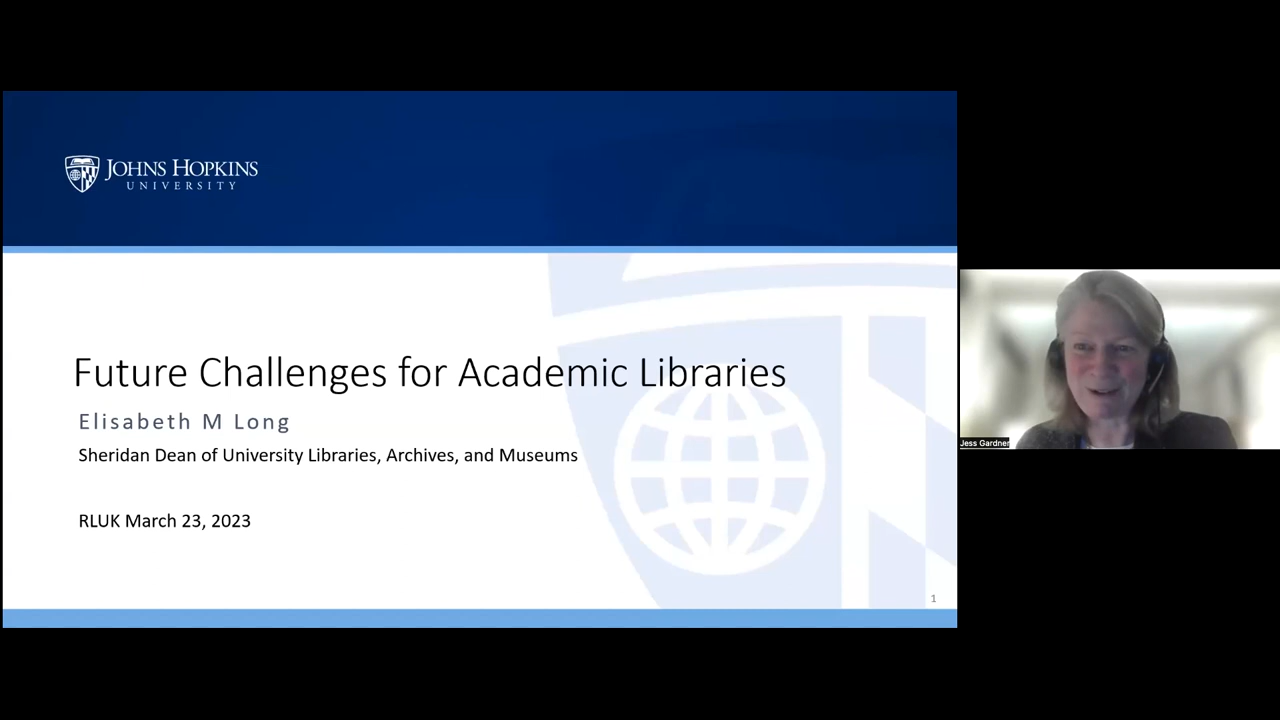 JOHNS HOPKINS
UNIVERSITY
Future Challenges for Academic Libraries
Elisabeth M Long
Sheridan Dean of University Libraries, Archives, and Museums
RLUK March 23, 2023
1
Jess Gardner